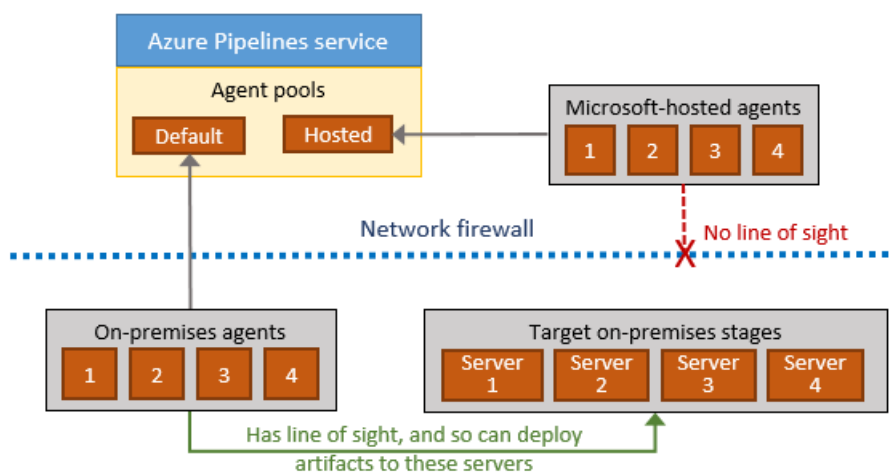 Azure Pipelines service
Agent pools
Default
Hosted
Microsoft-hosted agents
1 2 3 4
Network firewall
No line of sight
X
On-premises agents
1 2 3 4
Target on-premises stages
Server Server Server Server
1 2 3 4
Has line of sight, and so can deploy
artifacts to these servers